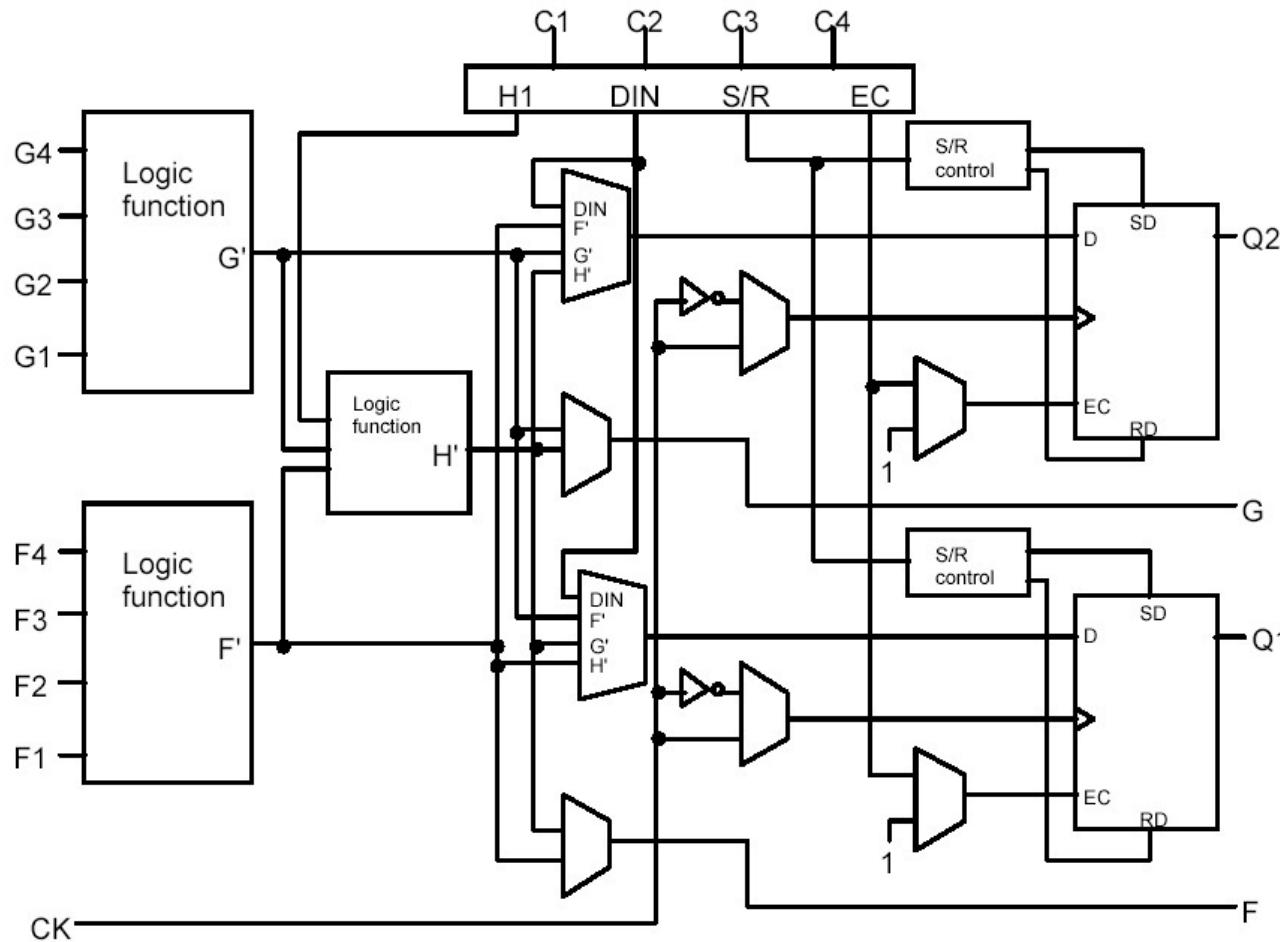 C1 C2 C3 C4
H1 DIN S/R EC
G4
G3
G2
G1
Logic
function
G'
DIN
F'
G'
H'
S/R
control
SD
D
EC
RD
Q2
1
Logic
function
H'
G
F4
F3
F2
F1
Logic
function
F'
DIN
F'
G'
H'
S/R
control
SD
D
EC
RD
Q1
1
F
CK